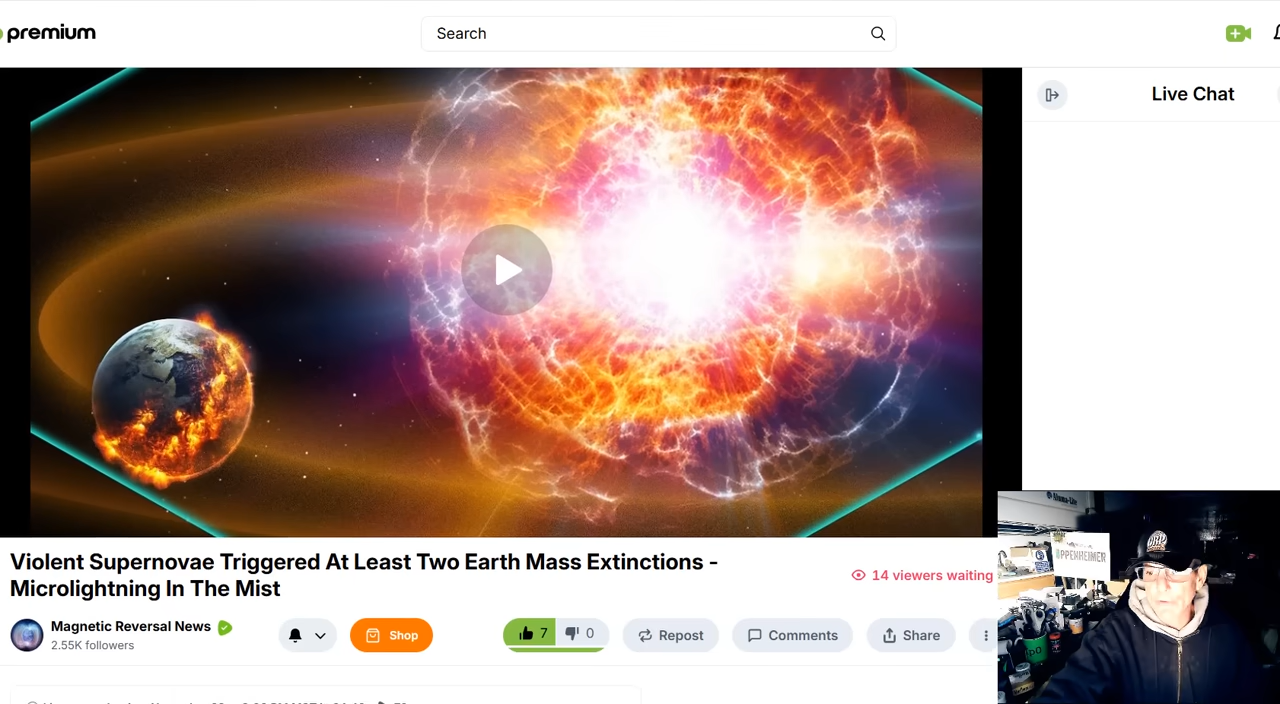 premium
Search
Live Chat
Violent Supernovae Triggered At Least Two Earth Mass Extinctions -
Microlightning In The Mist
14 viewers waiting
Magnetic Reversal News
2.55K followers
Shop
7
0
Repost
Comments
Share
OPPENHEIMER